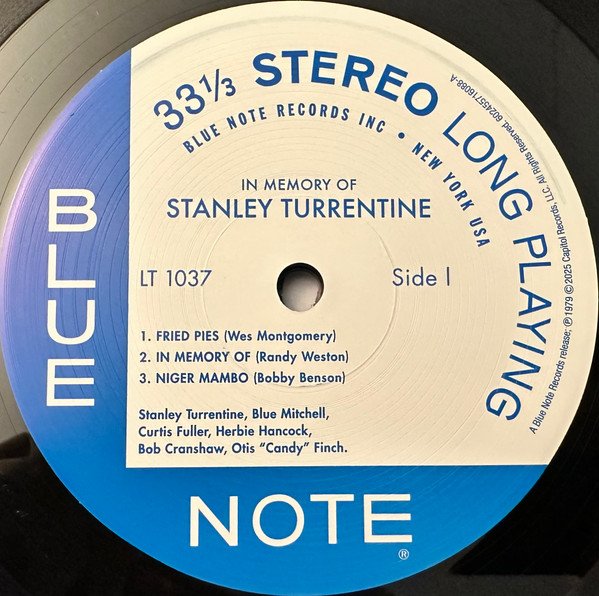 33⅓ STEREO LONG PLAYING
BLUE NOTE RECORDS INC • NEW YORK USA
IN MEMORY OF
STANLEY TURRENTINE
LT 1037
Side 1
1. FRIED PIES (Wes Montgomery)
2. IN MEMORY OF (Randy Weston)
3. NIGER MAMBO (Bobby Benson)
Stanley Turrentine, Blue Mitchell,
Curtis Fuller, Herbie Hancock,
Bob Cranshaw, Otis “Candy” Finch.
BLUE
NOTE
®
A Blue Note Records release; ℗ 1979 © 2025 Capitol Records, LLC. All Rights Reserved. 602455716088-A